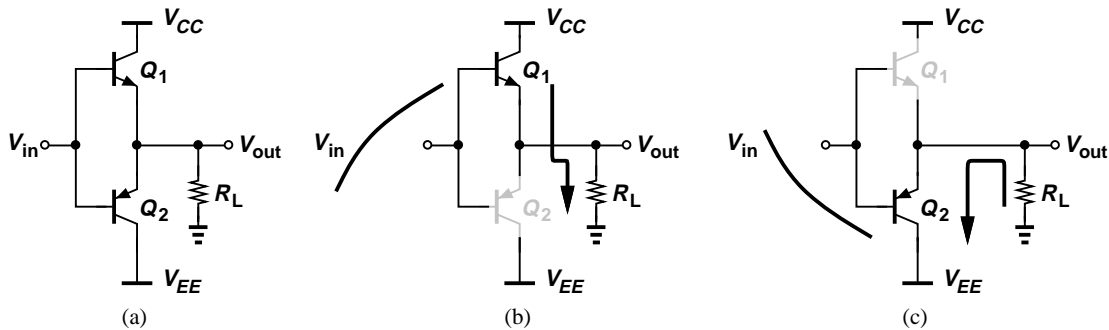 V_CC
Q_1
V_in
V_out
Q_2
R_L
V_EE
(a)
V_CC
Q_1
V_in
V_out
Q_2
R_L
V_EE
(b)
V_CC
Q_1
V_in
V_out
Q_2
R_L
V_EE
(c)